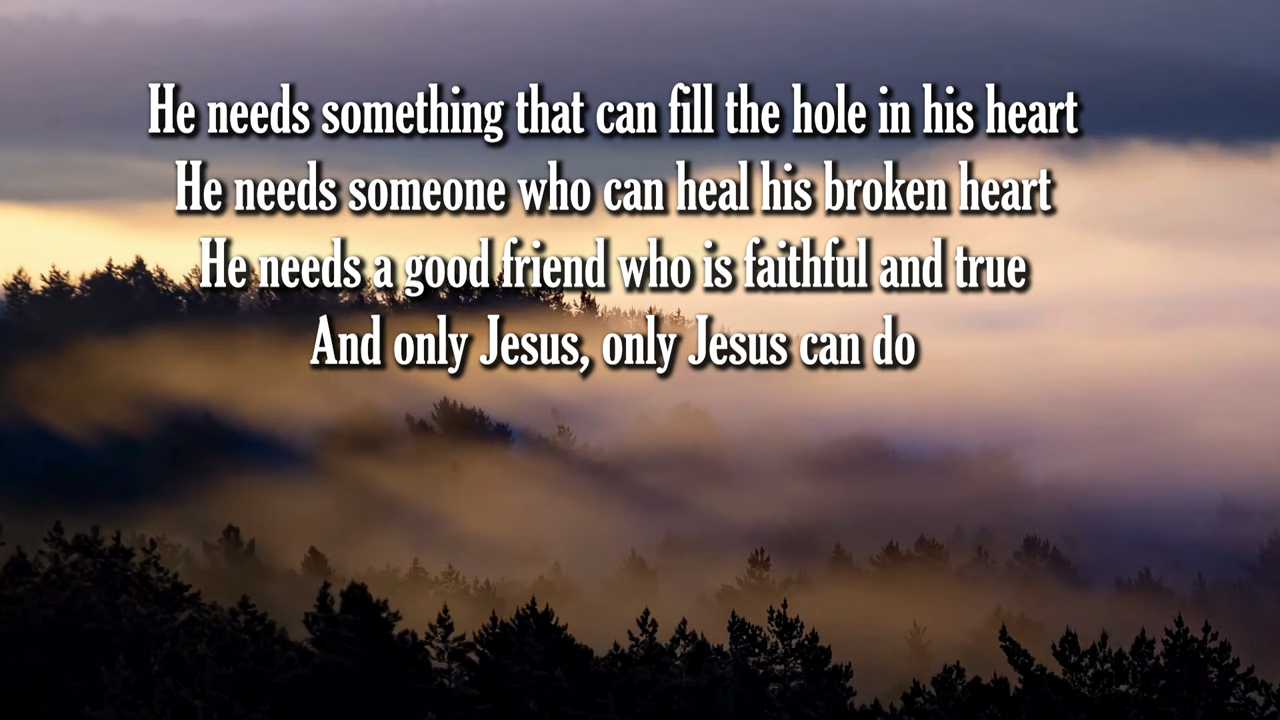 He needs something that can fill the hole in his heart
He needs someone who can heal his broken heart
He needs a good friend who is faithful and true
And only Jesus, only Jesus can do